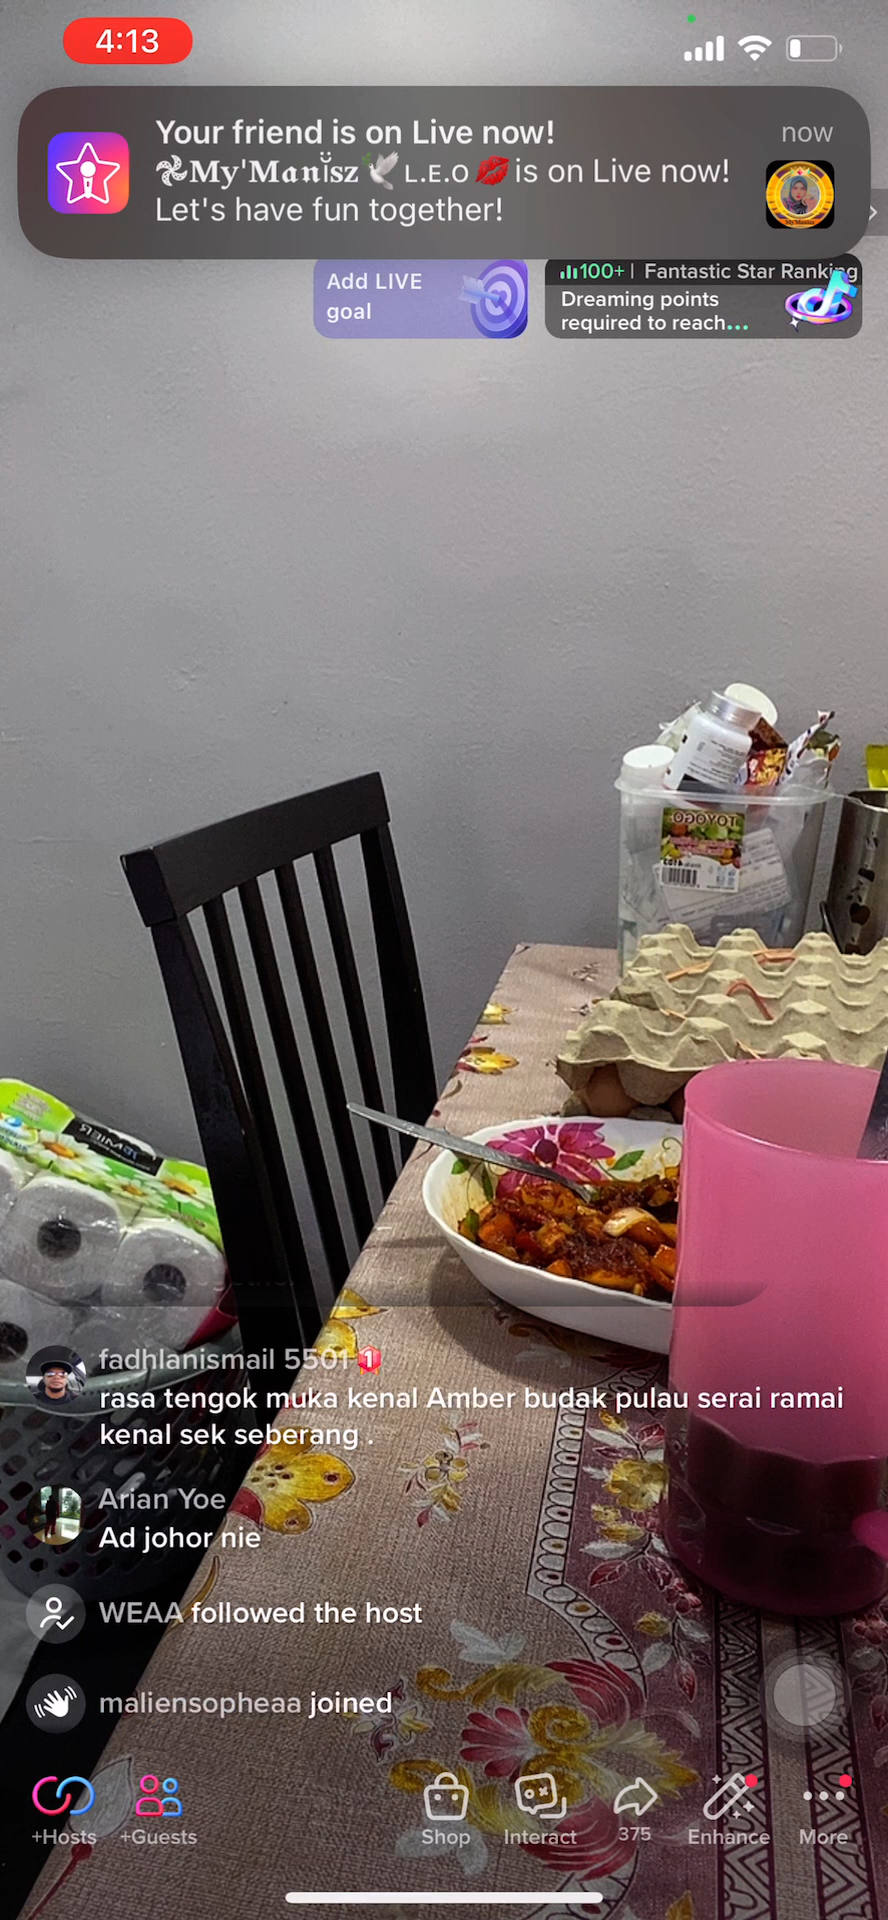 4:13
Your friend is on Live now!
now
My'Manisz L.E.O💋 is on Live now!
Let's have fun together!
Add LIVE
goal
100+ | Fantastic Star Ranking
Dreaming points
required to reach...
TOYOGO
fadhlanismail 5501 1
rasa tengok muka kenal Amber budak pulau serai ramai
kenal sek seberang .
Arian Yoe
Ad johor nie
WEAA followed the host
maliensopheaa joined
+Hosts
+Guests
Shop
Interact
375
Enhance
More